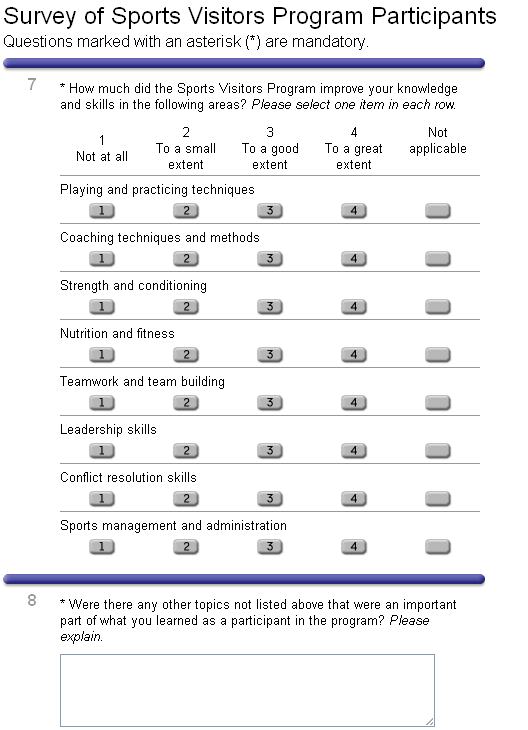 Survey of Sports Visitors Program Participants
Questions marked with an asterisk (*) are mandatory.
7
* How much did the Sports Visitors Program improve your knowledge
and skills in the following areas? Please select one item in each row.
1 2 3 4 Not
Not at all To a small To a good To a great applicable
extent extent extent
Playing and practicing techniques
1 2 3 4
Coaching techniques and methods
1 2 3 4
Strength and conditioning
1 2 3 4
Nutrition and fitness
1 2 3 4
Teamwork and team building
1 2 3 4
Leadership skills
1 2 3 4
Conflict resolution skills
1 2 3 4
Sports management and administration
1 2 3 4
8
* Were there any other topics not listed above that were an important
part of what you learned as a participant in the program? Please
explain.